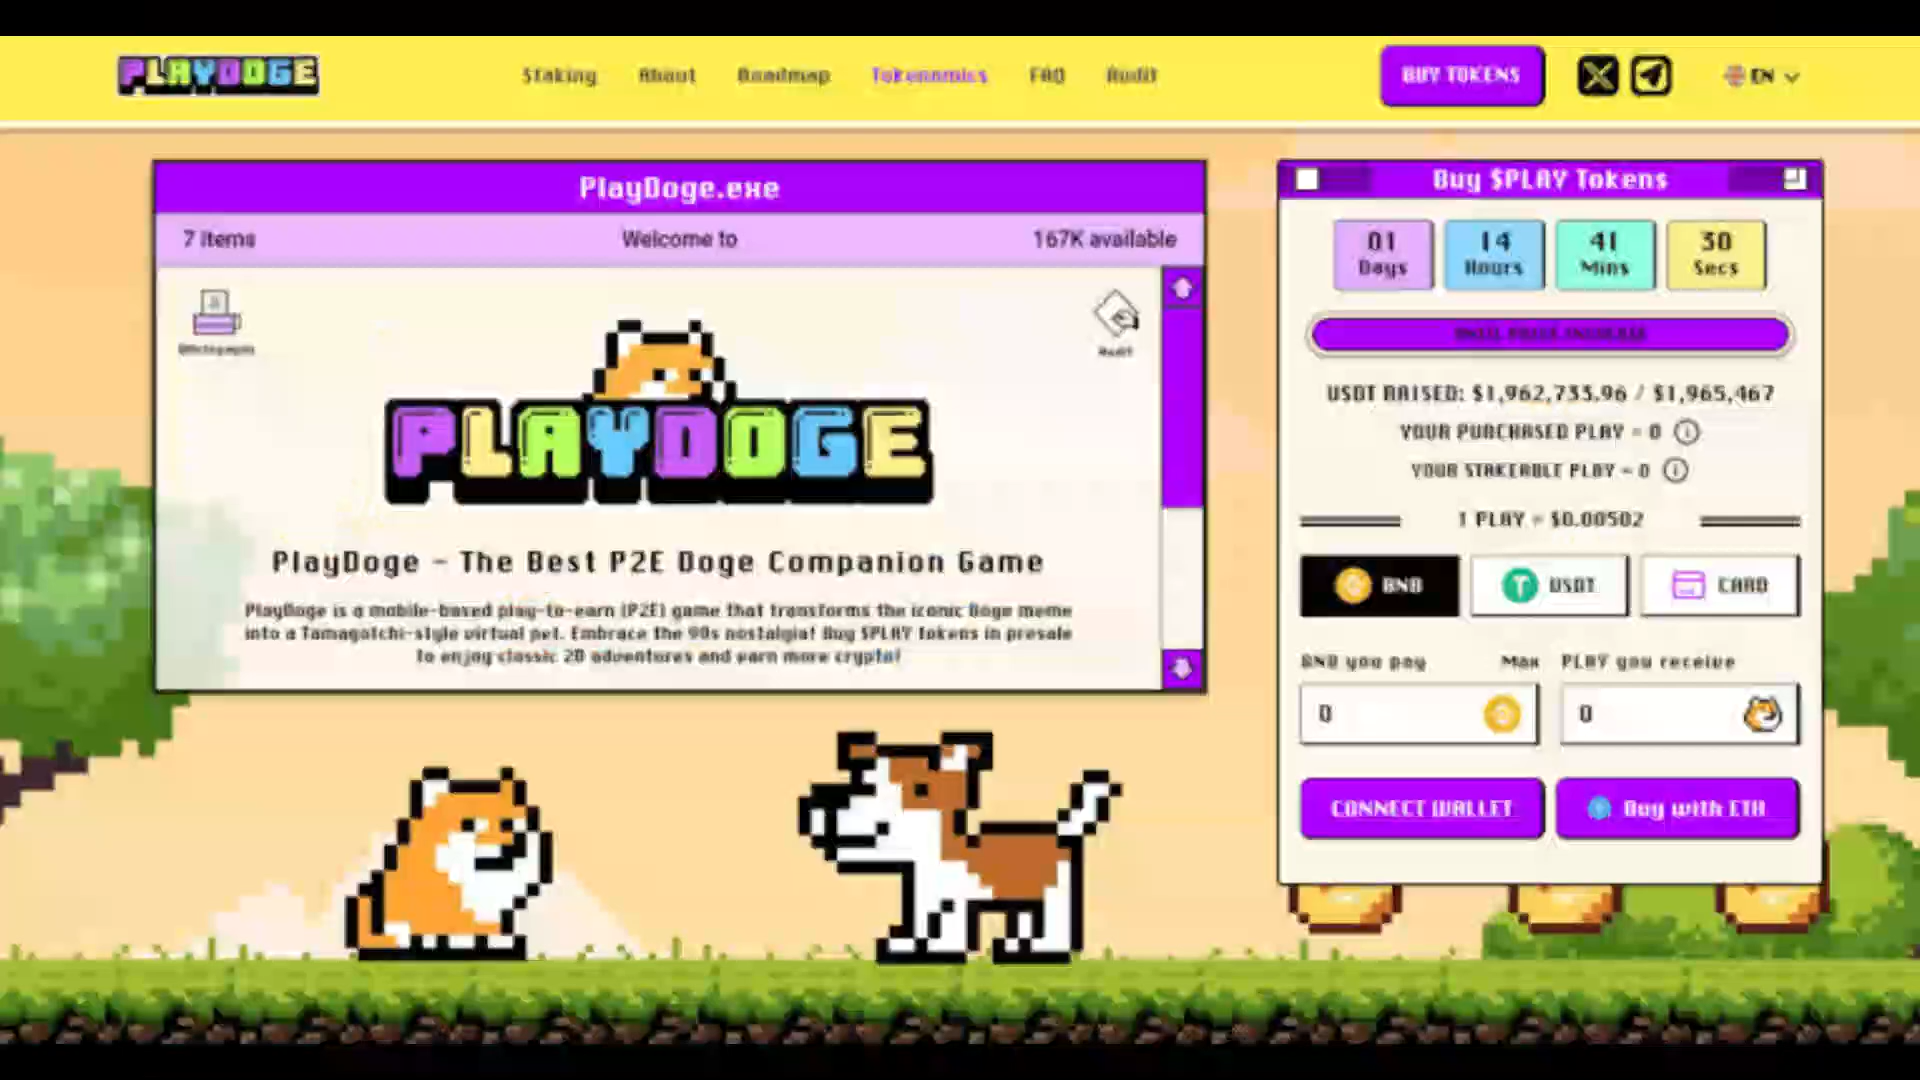 PLAYDOGE
Staking About Roadmap Tokenomics FAQ Audit
BUY TOKENS
EN
PlayDoge.exe
7 items Welcome to 167K available
Whitepaper
Audit
PLAYDOGE
PlayDoge - The Best P2E Doge Companion Game
PlayDoge is a mobile-based play-to-earn (P2E) game that transforms the iconic Doge meme
into a Tamagotchi-style virtual pet. Embrace the 90s nostalgia! Buy $PLAY tokens in presale
to enjoy classic 2D adventures and earn more crypto!
Buy $PLAY Tokens
01 14 41 30
Days Hours Mins Secs
UNTIL PRICE INCREASE
USDT RAISED: $1,962,733.96 / $1,965,467
YOUR PURCHASED PLAY = 0
YOUR STAKEABLE PLAY = 0
1 PLAY = $0.00502
BNB USDT CARD
BNB you pay Max PLAY you receive
0 0
CONNECT WALLET Buy with ETH